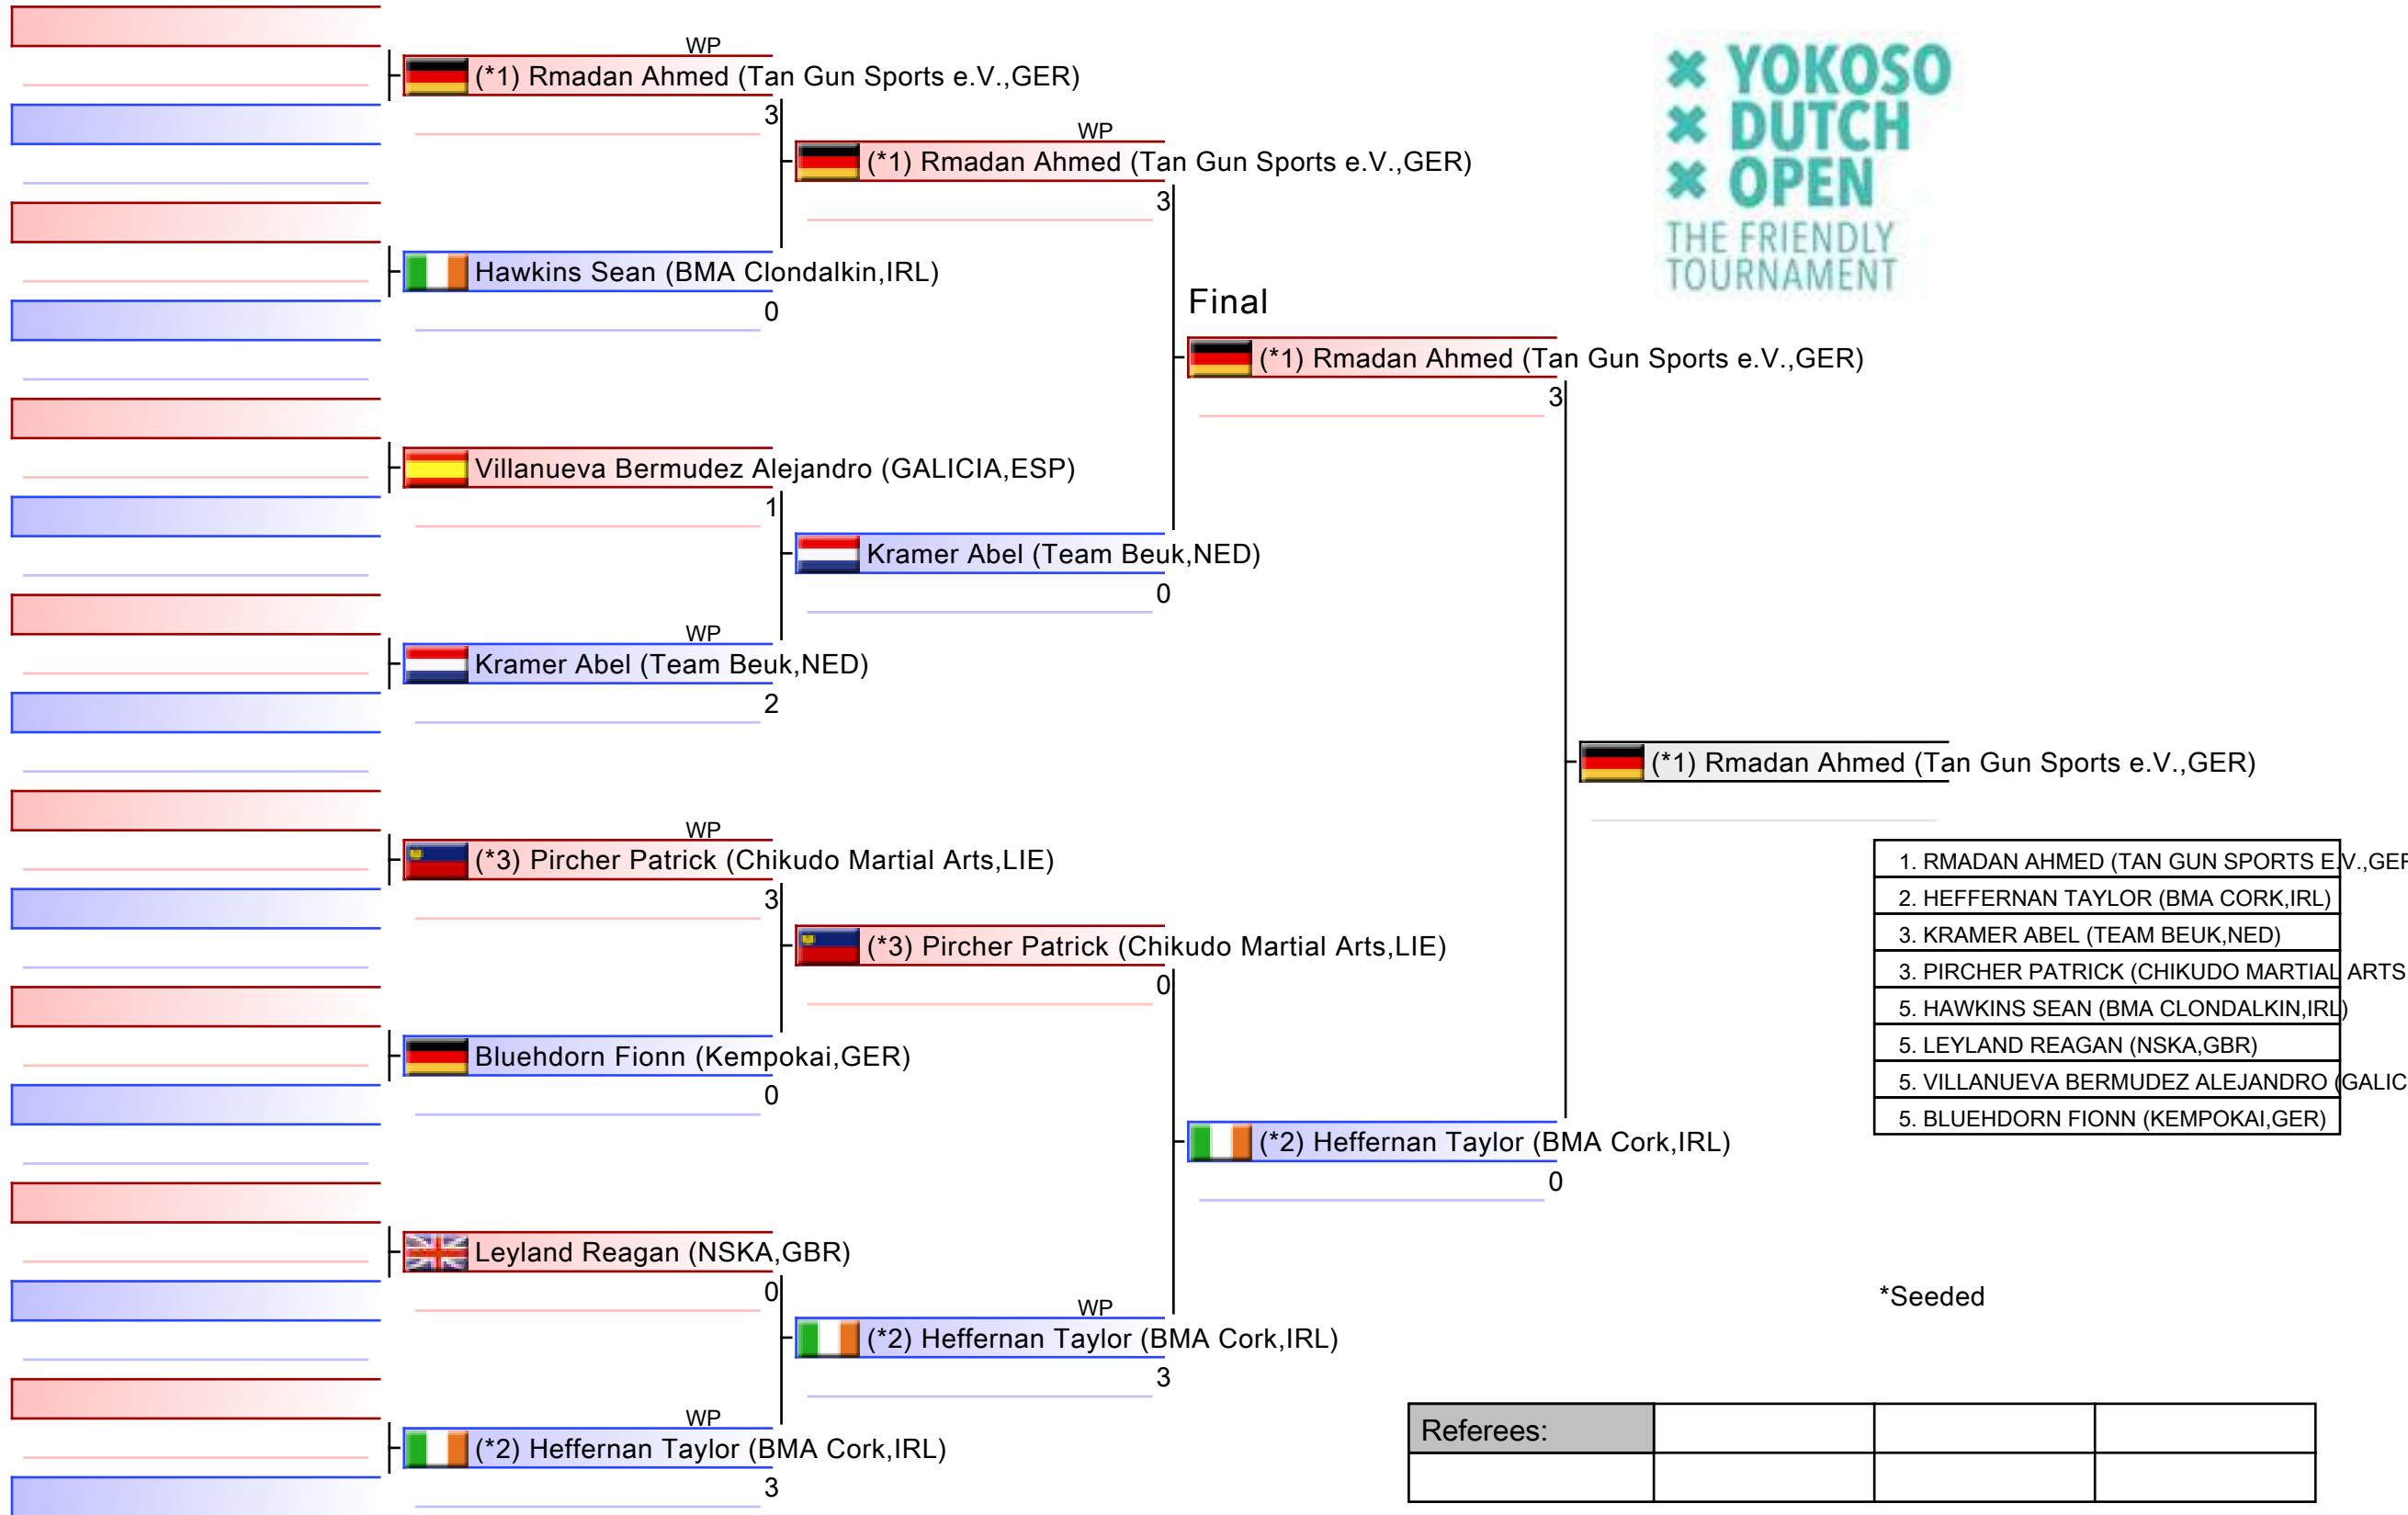 WP
(*1) Rmadan Ahmed (Tan Gun Sports e.V.,GER)
3
Hawkins Sean (BMA Clondalkin,IRL)
0
Villanueva Bermudez Alejandro (GALICIA,ESP)
1
WP
Kramer Abel (Team Beuk,NED)
2
WP
(*3) Pircher Patrick (Chikudo Martial Arts,LIE)
3
Bluehdorn Fionn (Kempokai,GER)
0
Leyland Reagan (NSKA,GBR)
0
WP
(*2) Heffernan Taylor (BMA Cork,IRL)
3
WP
(*1) Rmadan Ahmed (Tan Gun Sports e.V.,GER)
3
Kramer Abel (Team Beuk,NED)
0
(*3) Pircher Patrick (Chikudo Martial Arts,LIE)
0
WP
(*2) Heffernan Taylor (BMA Cork,IRL)
3
Final
(*1) Rmadan Ahmed (Tan Gun Sports e.V.,GER)
3
(*2) Heffernan Taylor (BMA Cork,IRL)
0
(*1) Rmadan Ahmed (Tan Gun Sports e.V.,GER)
YOKOSO
DUTCH
OPEN
THE FRIENDLY
TOURNAMENT
1. RMADAN AHMED (TAN GUN SPORTS E.V.,GER
2. HEFFERNAN TAYLOR (BMA CORK,IRL)
3. KRAMER ABEL (TEAM BEUK,NED)
3. PIRCHER PATRICK (CHIKUDO MARTIAL ARTS
5. HAWKINS SEAN (BMA CLONDALKIN,IRL)
5. LEYLAND REAGAN (NSKA,GBR)
5. VILLANUEVA BERMUDEZ ALEJANDRO (GALIC
5. BLUEHDORN FIONN (KEMPOKAI,GER)
*Seeded
Referees: